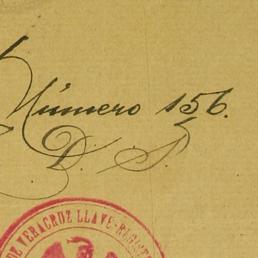 Número 156.
D. S.
DE VERACRUZ LLAVE-REGIST